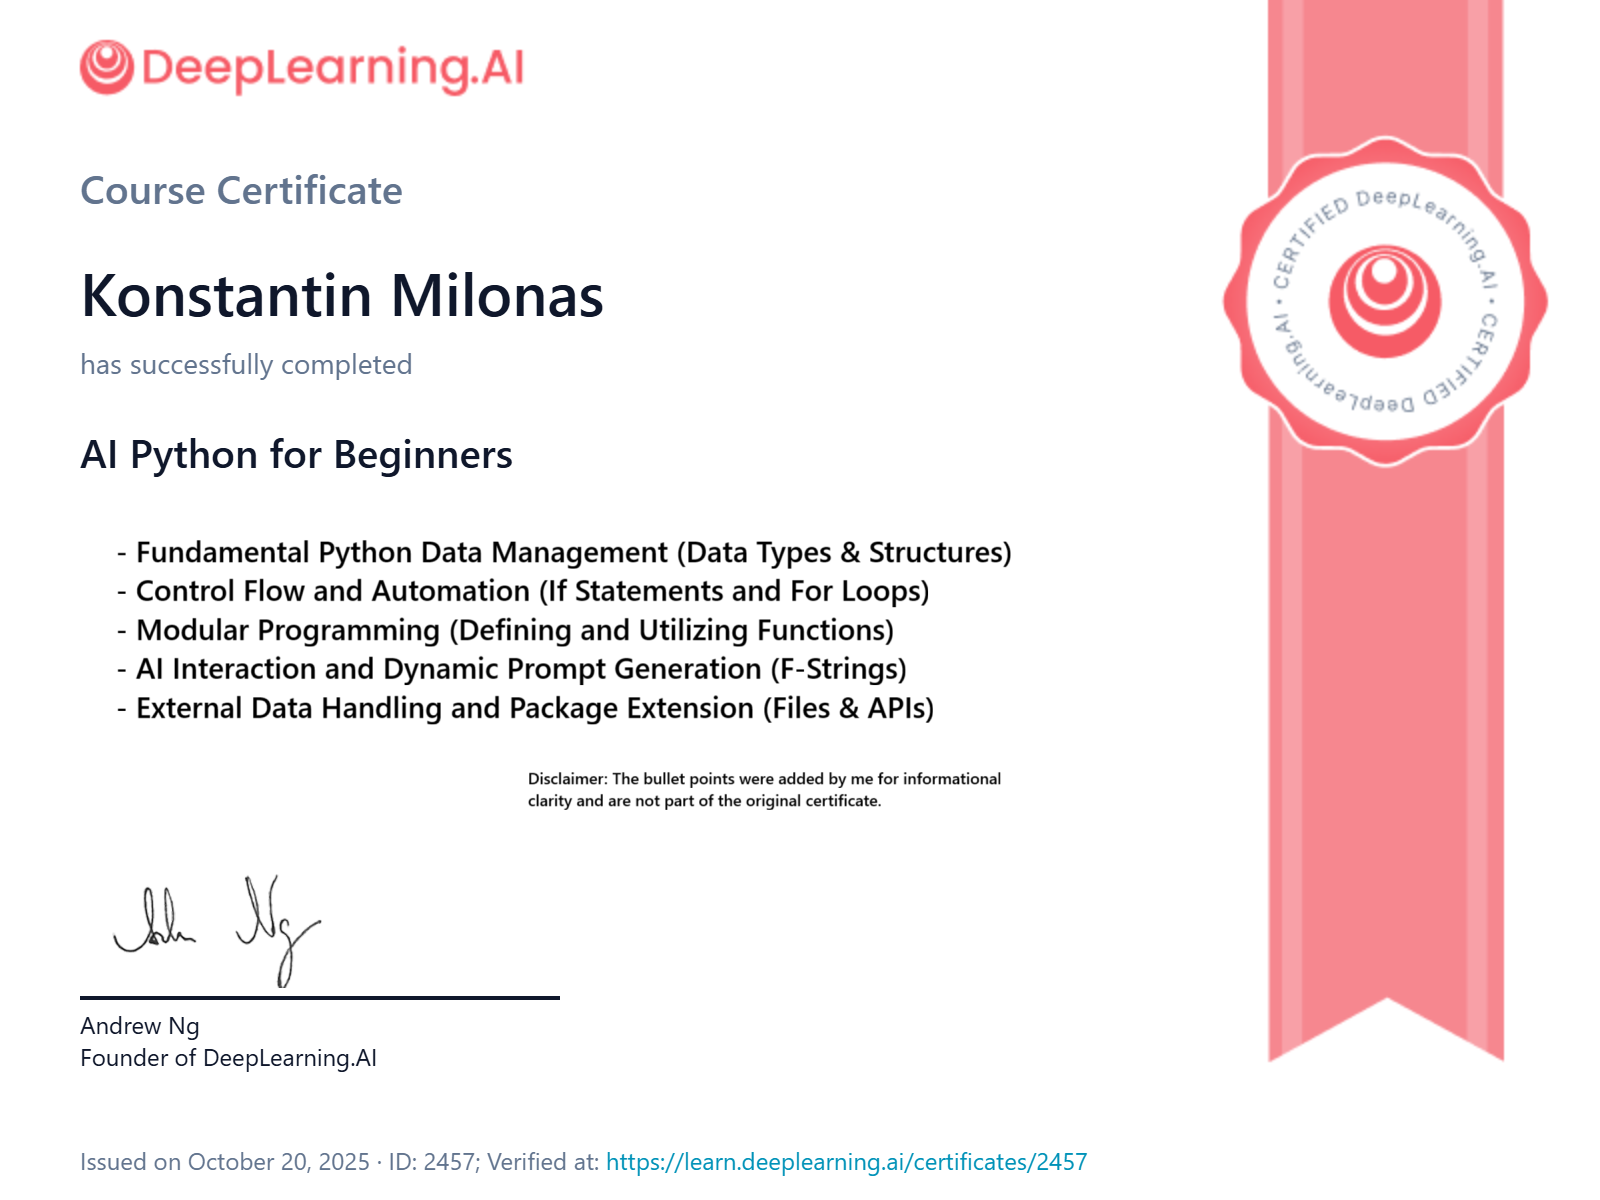 DeepLearning.AI
Course Certificate
Konstantin Milonas
has successfully completed
AI Python for Beginners
- Fundamental Python Data Management (Data Types & Structures)
- Control Flow and Automation (If Statements and For Loops)
- Modular Programming (Defining and Utilizing Functions)
- AI Interaction and Dynamic Prompt Generation (F-Strings)
- External Data Handling and Package Extension (Files & APIs)
Disclaimer: The bullet points were added by me for informational
clarity and are not part of the original certificate.
Andrew Ng
Founder of DeepLearning.AI
Issued on October 20, 2025 · ID: 2457; Verified at: https://learn.deeplearning.ai/certificates/2457
CERTIFIED DeepLearning.AI • CERTIFIED DeepLearning.AI •